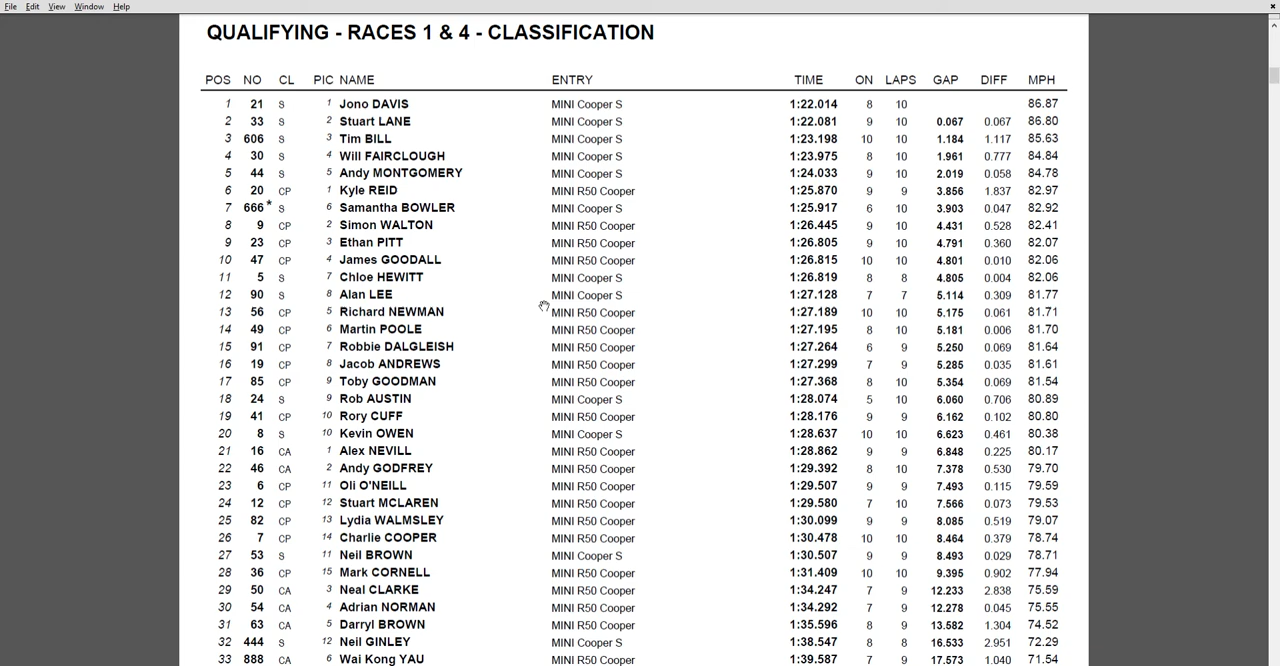 File Edit View Window Help
QUALIFYING - RACES 1 & 4 - CLASSIFICATION
POS NO CL PIC NAME ENTRY TIME ON LAPS GAP DIFF MPH
1 21 S 1 Jono DAVIS MINI Cooper S 1:22.014 8 10 86.87
2 33 S 2 Stuart LANE MINI Cooper S 1:22.081 9 10 0.067 0.067 86.80
3 606 S 3 Tim BILL MINI Cooper S 1:23.198 10 10 1.184 1.117 85.63
4 30 S 4 Will FAIRCLOUGH MINI Cooper S 1:23.975 8 10 1.961 0.777 84.84
5 44 S 5 Andy MONTGOMERY MINI Cooper S 1:24.033 9 10 2.019 0.058 84.78
6 20 CP 1 Kyle REID MINI R50 Cooper 1:25.870 9 9 3.856 1.837 82.97
7 666 * S 6 Samantha BOWLER MINI Cooper S 1:25.917 6 10 3.903 0.047 82.92
8 9 CP 2 Simon WALTON MINI R50 Cooper 1:26.445 9 10 4.431 0.528 82.41
9 23 CP 3 Ethan PITT MINI R50 Cooper 1:26.805 9 10 4.791 0.360 82.07
10 47 CP 4 James GOODALL MINI R50 Cooper 1:26.815 10 10 4.801 0.010 82.06
11 5 S 7 Chloe HEWITT MINI Cooper S 1:26.819 8 8 4.805 0.004 82.06
12 90 S 8 Alan LEE MINI Cooper S 1:27.128 7 7 5.114 0.309 81.77
13 56 CP 5 Richard NEWMAN MINI R50 Cooper 1:27.189 10 10 5.175 0.061 81.71
14 49 CP 6 Martin POOLE MINI R50 Cooper 1:27.195 8 10 5.181 0.006 81.70
15 91 CP 7 Robbie DALGLEISH MINI R50 Cooper 1:27.264 6 9 5.250 0.069 81.64
16 19 CP 8 Jacob ANDREWS MINI R50 Cooper 1:27.299 7 9 5.285 0.035 81.61
17 85 CP 9 Toby GOODMAN MINI R50 Cooper 1:27.368 8 10 5.354 0.069 81.54
18 24 S 9 Rob AUSTIN MINI Cooper S 1:28.074 5 10 6.060 0.706 80.89
19 41 CP 10 Rory CUFF MINI R50 Cooper 1:28.176 9 9 6.162 0.102 80.80
20 8 S 10 Kevin OWEN MINI Cooper S 1:28.637 10 10 6.623 0.461 80.38
21 16 CA 1 Alex NEVILL MINI R50 Cooper 1:28.862 9 9 6.848 0.225 80.17
22 46 CA 2 Andy GODFREY MINI R50 Cooper 1:29.392 8 10 7.378 0.530 79.70
23 6 CP 11 Oli O'NEILL MINI R50 Cooper 1:29.507 9 9 7.493 0.115 79.59
24 12 CP 12 Stuart MCLAREN MINI R50 Cooper 1:29.580 7 10 7.566 0.073 79.53
25 82 CP 13 Lydia WALMSLEY MINI R50 Cooper 1:30.099 9 9 8.085 0.519 79.07
26 7 CP 14 Charlie COOPER MINI R50 Cooper 1:30.478 10 10 8.464 0.379 78.74
27 53 S 11 Neil BROWN MINI Cooper S 1:30.507 9 9 8.493 0.029 78.71
28 36 CP 15 Mark CORNELL MINI R50 Cooper 1:31.409 10 10 9.395 0.902 77.94
29 50 CA 3 Neal CLARKE MINI R50 Cooper 1:34.247 7 9 12.233 2.838 75.59
30 54 CA 4 Adrian NORMAN MINI R50 Cooper 1:34.292 7 9 12.278 0.045 75.55
31 63 CA 5 Darryl BROWN MINI R50 Cooper 1:35.596 8 9 13.582 1.304 74.52
32 444 S 12 Neil GINLEY MINI Cooper S 1:38.547 8 8 16.533 2.951 72.29
33 888 CA 6 Wai Kong YAU MINI R50 Cooper 1:39.587 7 9 17.573 1.040 71.54